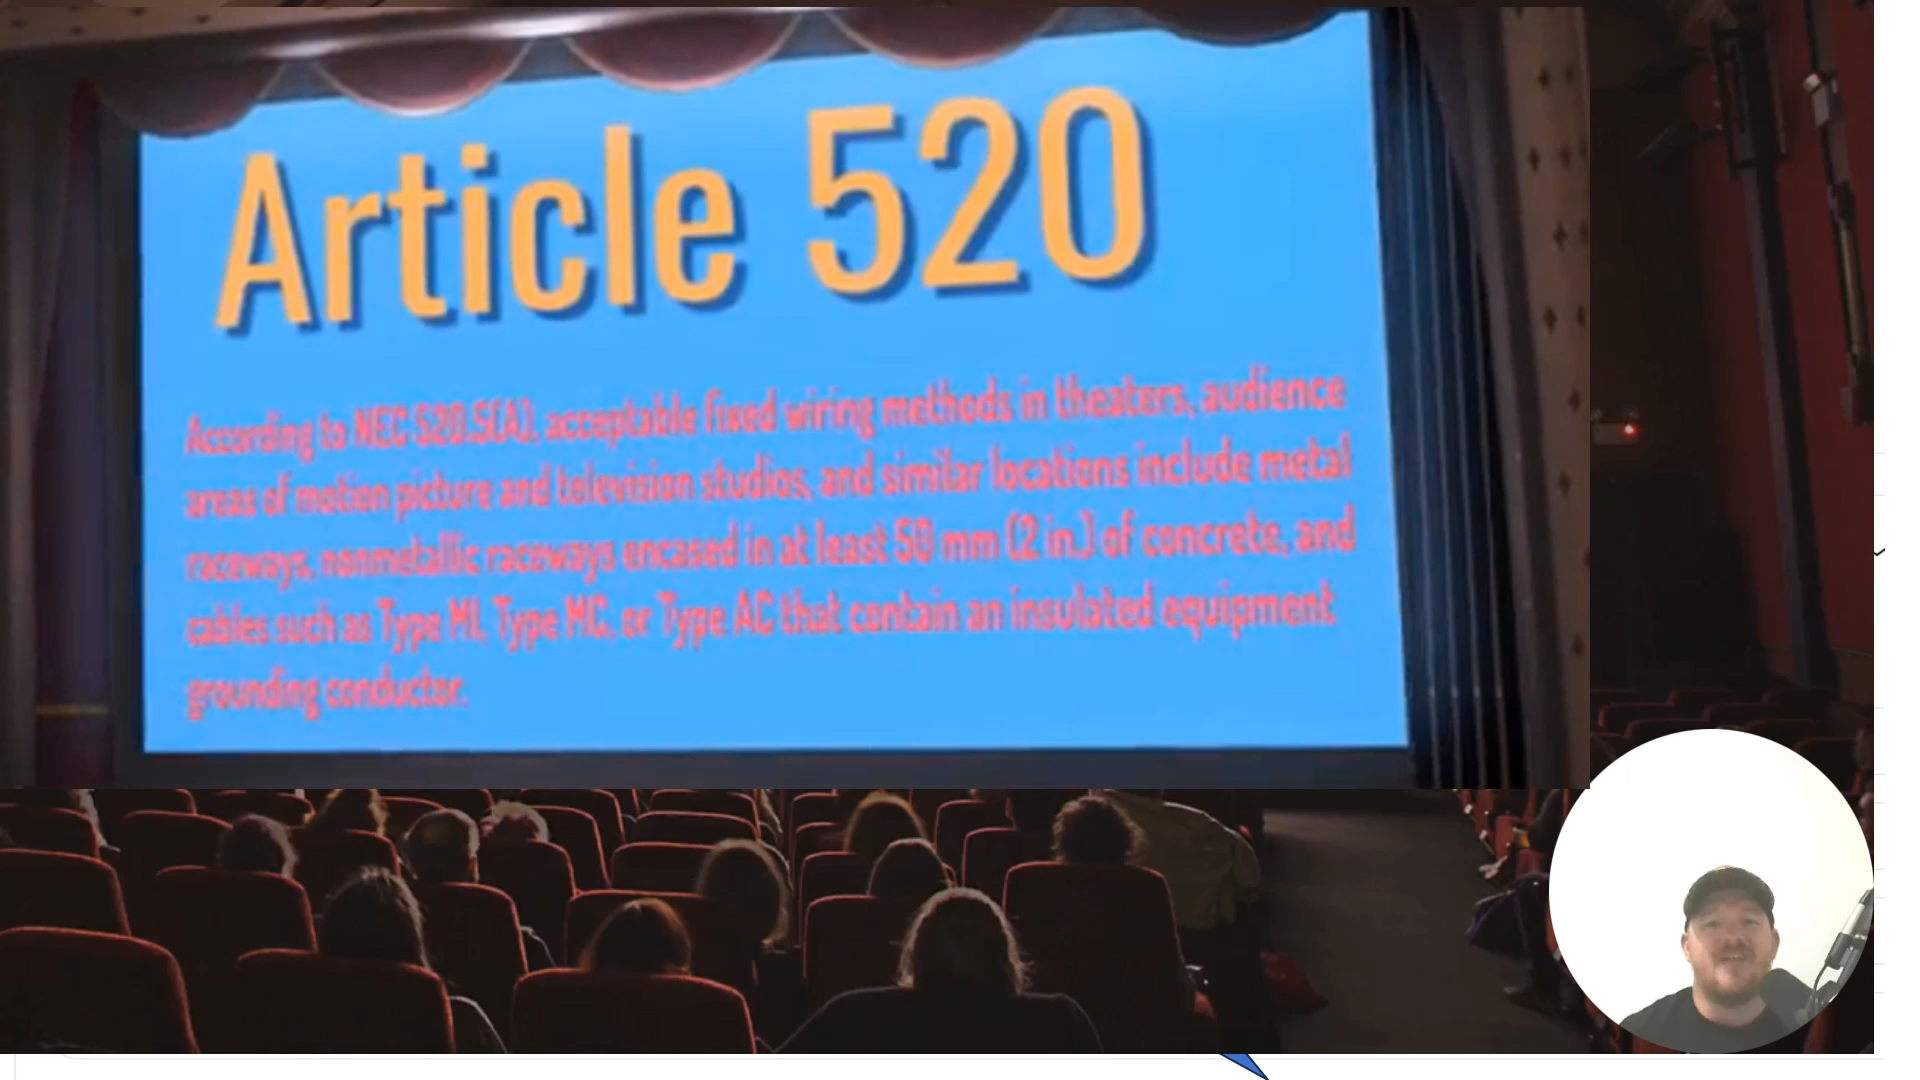 Article 520
According to NEC 520.5(A), acceptable fixed wiring methods in theaters, audience
areas of motion picture and television studios, and similar locations include metal
raceways, nonmetallic raceways encased in at least 50 mm (2 in.) of concrete, and
cables such as Type MI, Type MC, or Type AC that contain an insulated equipment
grounding conductor.